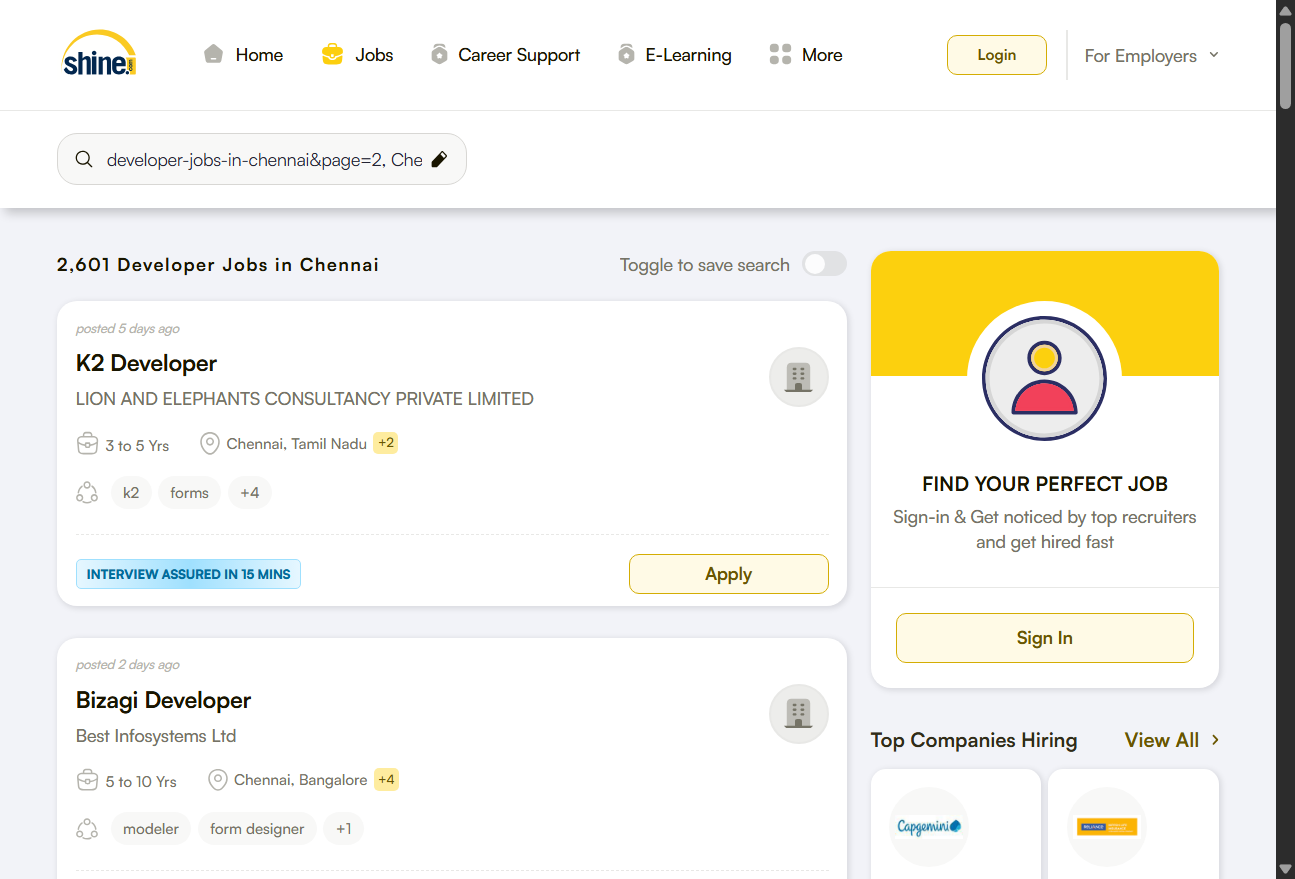 shine.com
Home
Jobs
Career Support
E-Learning
More
Login
For Employers
developer-jobs-in-chennai&page=2, Che
2,601 Developer Jobs in Chennai
Toggle to save search
posted 5 days ago
K2 Developer
LION AND ELEPHANTS CONSULTANCY PRIVATE LIMITED
3 to 5 Yrs
Chennai, Tamil Nadu +2
k2
forms
+4
INTERVIEW ASSURED IN 15 MINS
Apply
posted 2 days ago
Bizagi Developer
Best Infosystems Ltd
5 to 10 Yrs
Chennai, Bangalore +4
modeler
form designer
+1
FIND YOUR PERFECT JOB
Sign-in & Get noticed by top recruiters
and get hired fast
Sign In
Top Companies Hiring
View All
Capgemini
RELIANCE